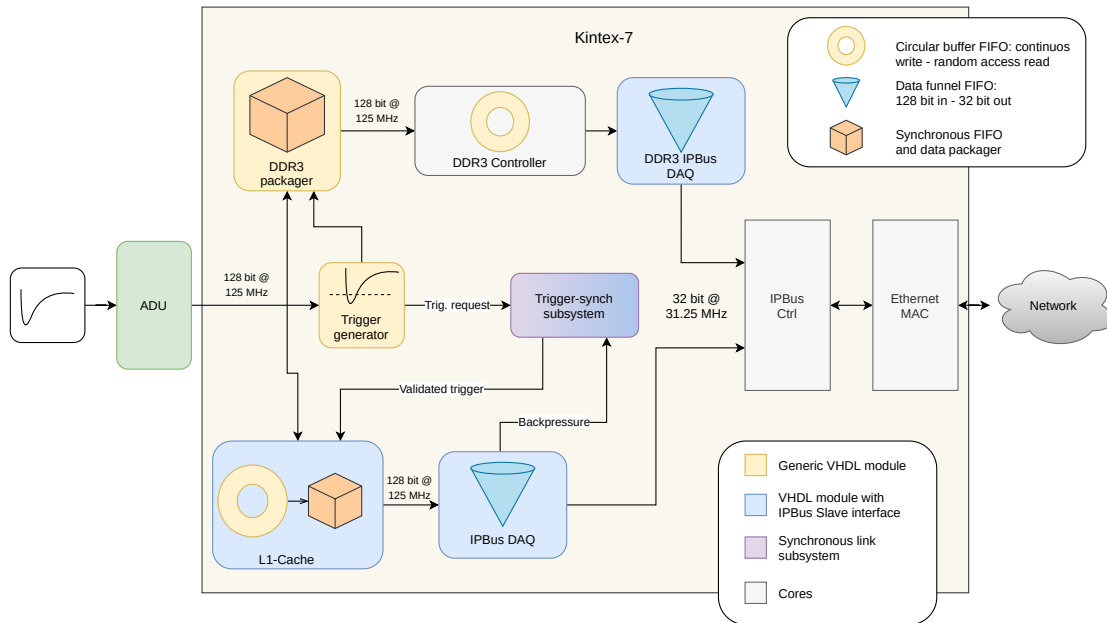 Kintex-7
Circular buffer FIFO: continuos
write - random access read
Data funnel FIFO:
128 bit in - 32 bit out
Synchronous FIFO
and data packager
128 bit @
125 MHz
DDR3
packager
DDR3 Controller
DDR3 IPBus
DAQ
ADU
128 bit @
125 MHz
Trigger
generator
Trig. request
Trigger-synch
subsystem
32 bit @
31.25 MHz
IPBus
Ctrl
Ethernet
MAC
Network
Validated trigger
Backpressure
L1-Cache
128 bit @
125 MHz
IPBus DAQ
Generic VHDL module
VHDL module with
IPBus Slave interface
Synchronous link
subsystem
Cores